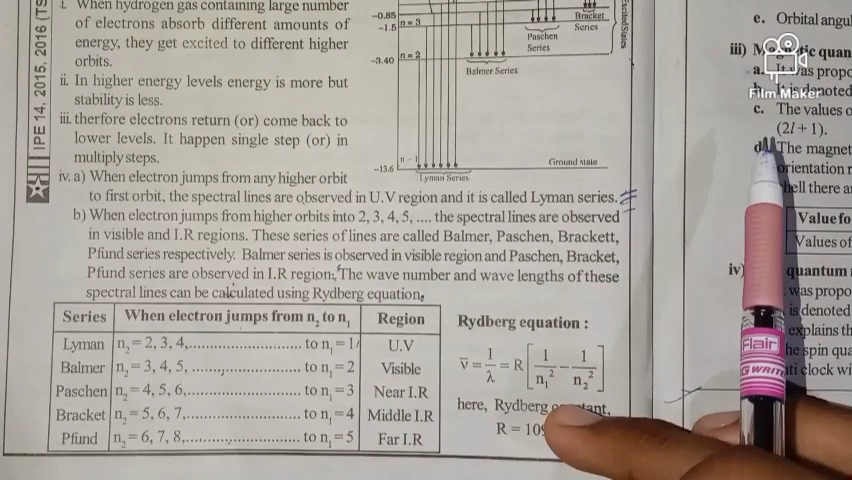 IPE 14, 2015, 2016 (TS
i. When hydrogen gas containing large number
of electrons absorb different amounts of
energy, they get excited to different higher
orbits.
ii. In higher energy levels energy is more but
stability is less.
iii. therfore electrons return (or) come back to
lower levels. It happen single step (or) in
multiply steps.
iv. a) When electron jumps from any higher orbit
to first orbit, the spectral lines are observed in U.V region and it is called Lyman series.
b) When electron jumps from higher orbits into 2, 3, 4, 5, .... the spectral lines are observed
in visible and I.R regions. These series of lines are called Balmer, Paschen, Brackett,
Pfund series respectively. Balmer series is observed in visible region and Paschen, Bracket,
Pfund series are observed in I.R region. The wave number and wave lengths of these
spectral lines can be calculated using Rydberg equation,
-0.85
-1.5 n = 3
-3.40 n = 2
-13.6 n - 1
Bracket
Series
Paschen
Series
Balmer Series
Lyman Series
Ground state
Excited States
Series When electron jumps from n₂ to n₁ Region
Lyman n₂ = 2, 3, 4,............................ to n₁ = 1 U.V
Balmer n₂ = 3, 4, 5, ........................... to n₁ = 2 Visible
Paschen n₂ = 4, 5, 6,............................ to n₁ = 3 Near I.R
Bracket n₂ = 5, 6, 7,............................ to n₁ = 4 Middle I.R
Pfund n₂ = 6, 7, 8,............................ to n₁ = 5 Far I.R
Rydberg equation :
ν̅ = 1/λ = R [1/n₁² - 1/n₂²]
here, Rydberg
R = 109
e. Orbital angul
iii)
a. It was propo
b. It is denoted
c. The values o
(2l + 1).
d. The magnet
orientation r
hell there a
Value fo
Values of
iv) quantum
was propo
is denoted
explains th
he spin qua
ti clock wi
Film Maker
Flair
WRITO